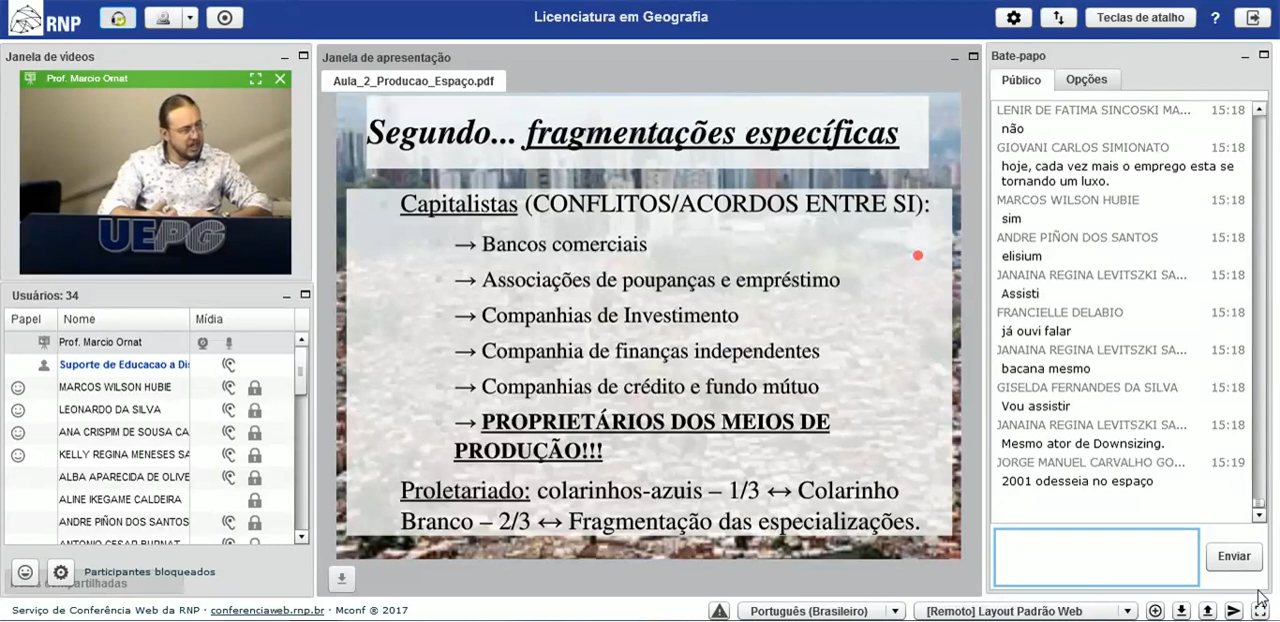 RNP
Licenciatura em Geografia
Teclas de atalho
?
Janela de vídeos
Prof. Marcio Ornat
UEPG
Usuários: 34
Papel Nome Mídia
Prof. Marcio Ornat
Suporte de Educacao a Di
MARCOS WILSON HUBIE
LEONARDO DA SILVA
ANA CRISPIM DE SOUSA CA
KELLY REGINA MENESES SA
ALBA APARECIDA DE OLIVE
ALINE IKEGAME CALDEIRA
ANDRE PIÑON DOS SANTOS
ANTONIO CESAR BURNAT
Participantes bloqueados
compartilhadas
Janela de apresentação
Aula_2_Producao_Espaço.pdf
Segundo... fragmentações específicas
Capitalistas (CONFLITOS/ACORDOS ENTRE SI):
→ Bancos comerciais
→ Associações de poupanças e empréstimo
→ Companhias de Investimento
→ Companhia de finanças independentes
→ Companhias de crédito e fundo mútuo
→ PROPRIETÁRIOS DOS MEIOS DE
PRODUÇÃO!!!
Proletariado: colarinhos-azuis – 1/3 ↔ Colarinho
Branco – 2/3 ↔ Fragmentação das especializações.
Bate-papo
Público Opções
LENIR DE FATIMA SINCOSKI MA... 15:18
não
GIOVANI CARLOS SIMIONATO 15:18
hoje, cada vez mais o emprego esta se
tornando um luxo.
MARCOS WILSON HUBIE 15:18
sim
ANDRE PIÑON DOS SANTOS 15:18
elisium
JANAINA REGINA LEVITSZKI SA... 15:18
Assisti
FRANCIELLE DELABIO 15:18
já ouvi falar
JANAINA REGINA LEVITSZKI SA... 15:18
bacana mesmo
GISELDA FERNANDES DA SILVA 15:18
Vou assistir
JANAINA REGINA LEVITSZKI SA... 15:18
Mesmo ator de Downsizing.
JORGE MANUEL CARVALHO GO... 15:19
2001 odesseia no espaço
Enviar
Serviço de Conferência Web da RNP · conferenciaweb.rnp.br · Mconf ® 2017
Português (Brasileiro)
[Remoto] Layout Padrão Web